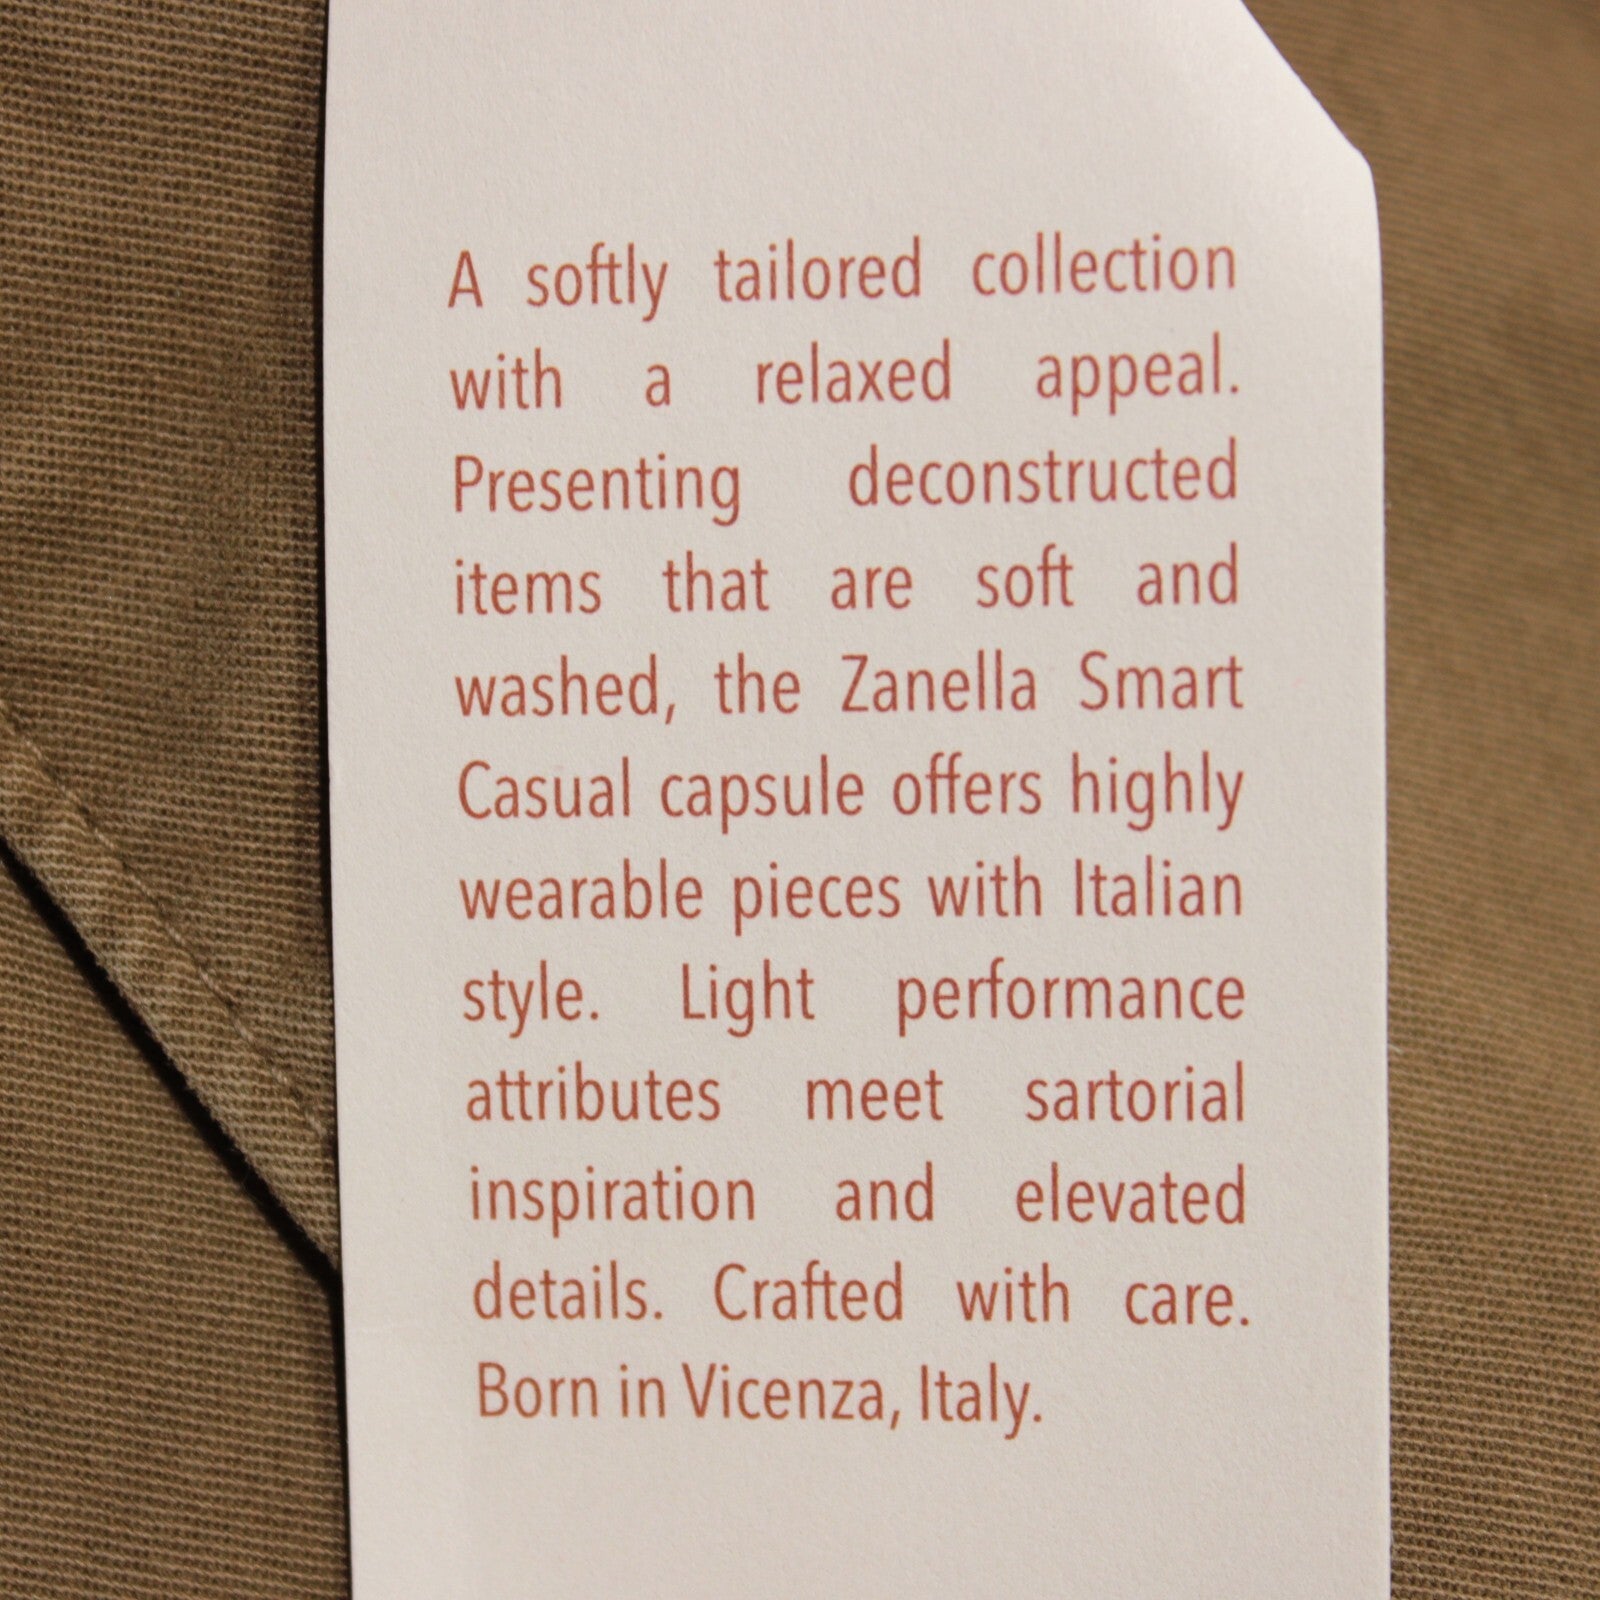 A softly tailored collection
with a relaxed appeal.
Presenting deconstructed
items that are soft and
washed, the Zanella Smart
Casual capsule offers highly
wearable pieces with Italian
style. Light performance
attributes meet sartorial
inspiration and elevated
details. Crafted with care.
Born in Vicenza, Italy.